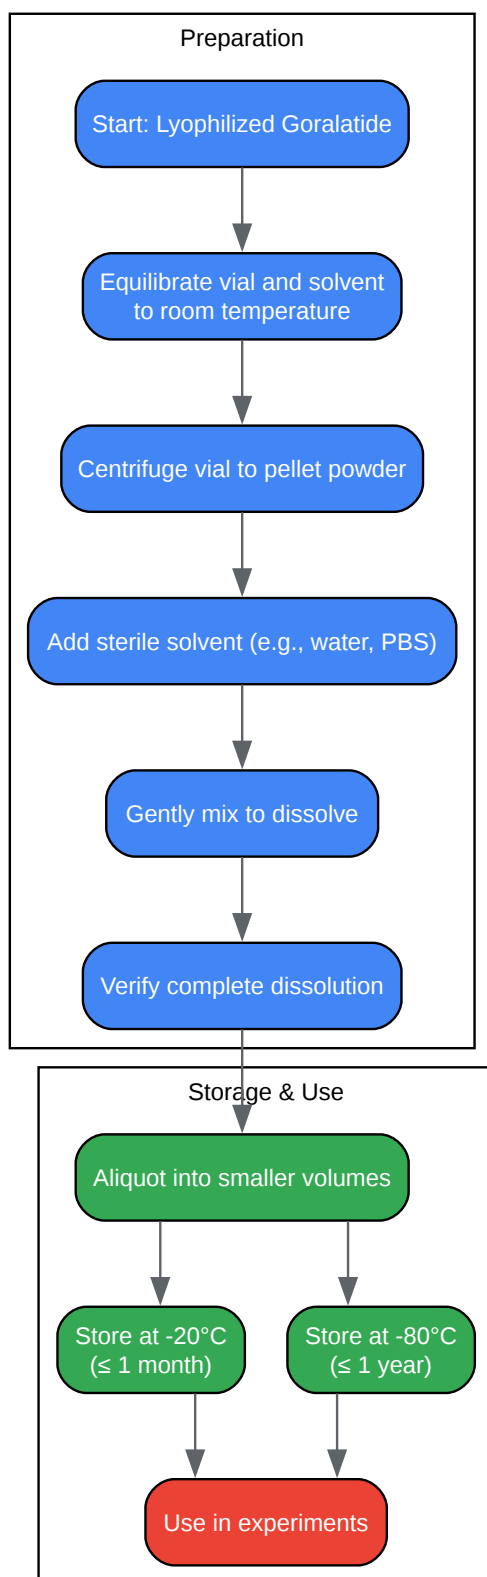 Preparation
Start: Lyophilized Goralatide
Equilibrate vial and solvent
to room temperature
Centrifuge vial to pellet powder
Add sterile solvent (e.g., water, PBS)
Gently mix to dissolve
Verify complete dissolution
Storage & Use
Aliquot into smaller volumes
Store at -20°C
(≤ 1 month)
Store at -80°C
(≤ 1 year)
Use in experiments